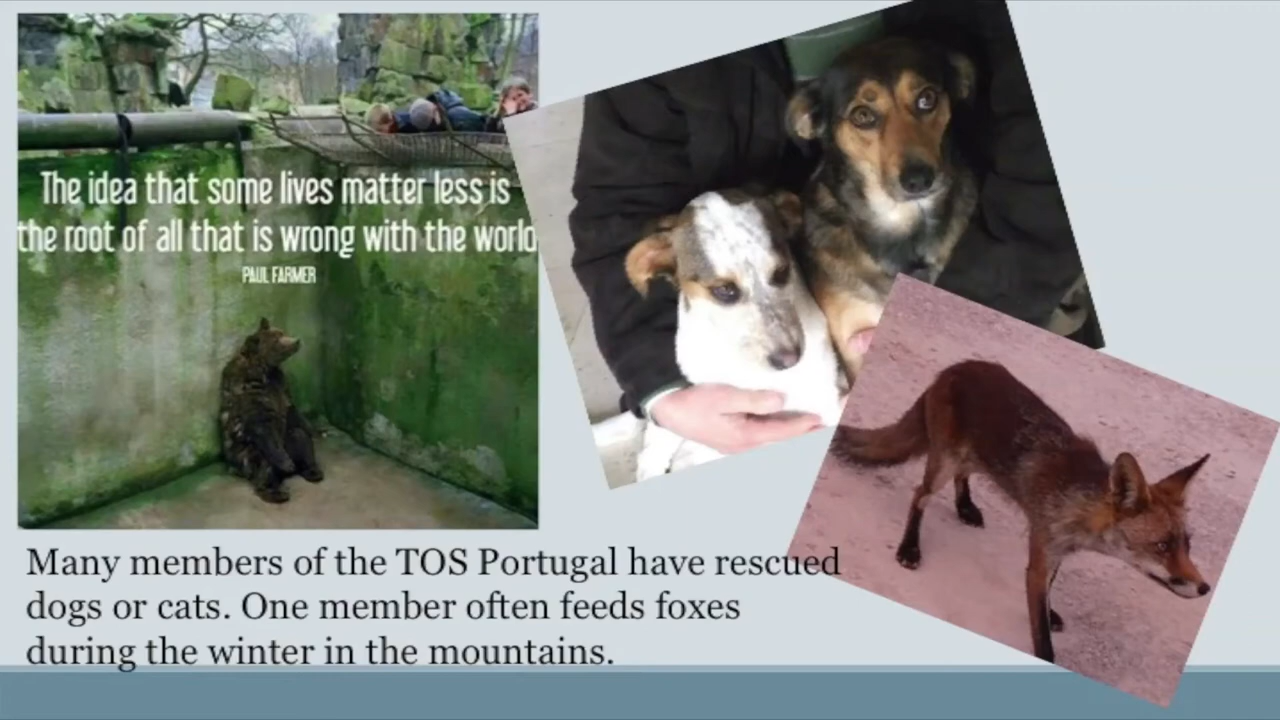 The idea that some lives matter less is
the root of all that is wrong with the world
PAUL FARMER
Many members of the TOS Portugal have rescued
dogs or cats. One member often feeds foxes
during the winter in the mountains.